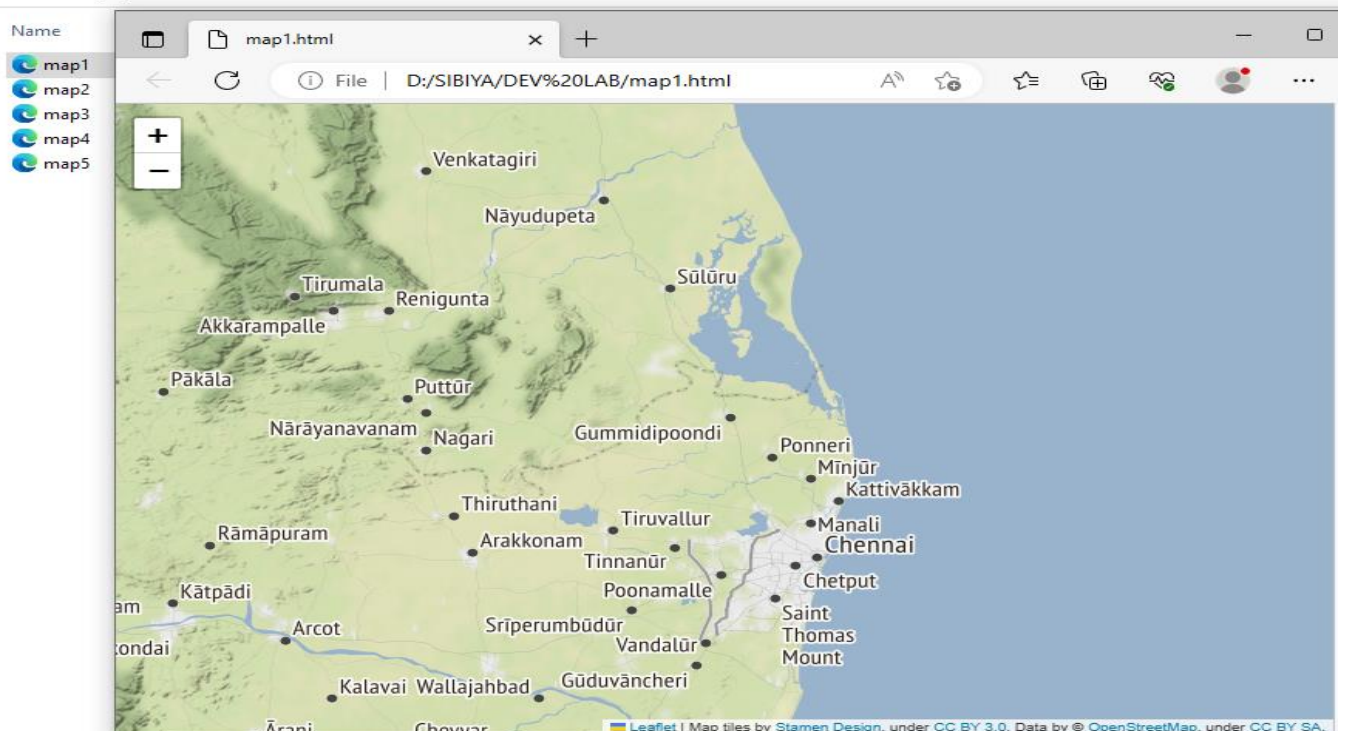 Name
map1
map2
map3
map4
map5
map1.html
File | D:/SIBIYA/DEV%20LAB/map1.html
+
−
Venkatagiri
Nāyudupeta
Sūlūru
Tirumala
Renigunta
Akkarampalle
Pākāla
Puttūr
Nārāyanavanam
Nagari
Gummidipoondi
Ponneri
Mīnjūr
Kattivākkam
Thiruthani
Tiruvallur
Manali
Rāmāpuram
Arakkonam
Chennai
Tinnanūr
Chetput
Kātpādi
Poonamalle
am
Saint
Thomas
Mount
Arcot
Srīperumbūdūr
Vandalūr
ondai
Kalavai
Wallajahbad
Gūduvāncheri
Leaflet | Map tiles by Stamen Design, under CC BY 3.0. Data by © OpenStreetMap, under CC BY SA.